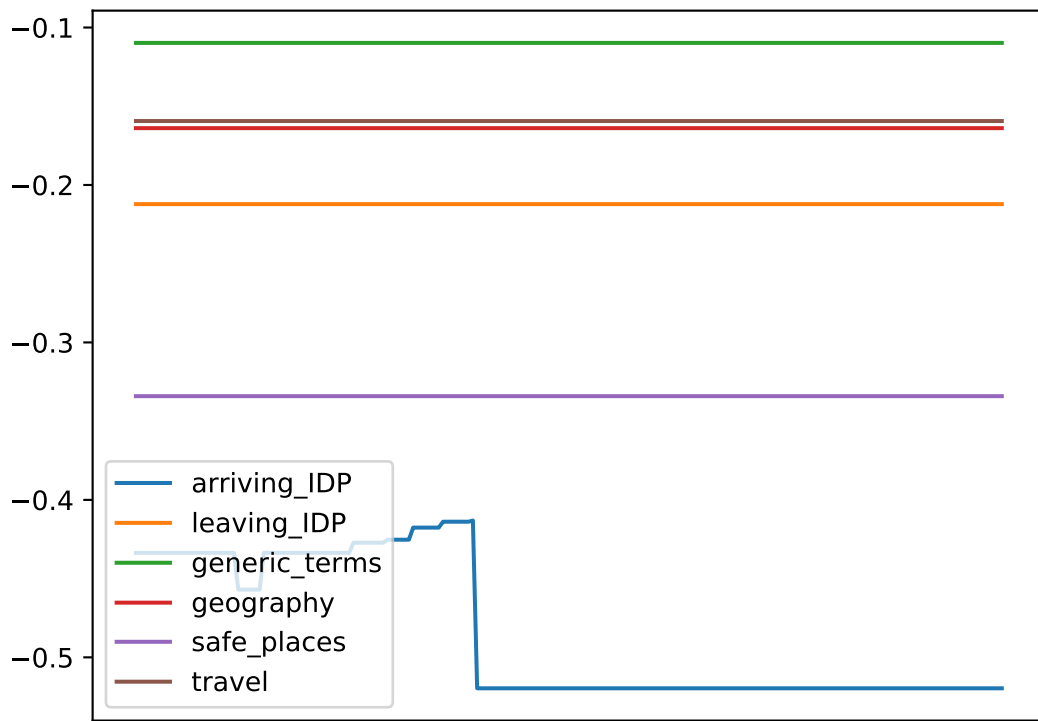 −0.1
−0.2
−0.3
−0.4
−0.5
arriving_IDP
leaving_IDP
generic_terms
geography
safe_places
travel